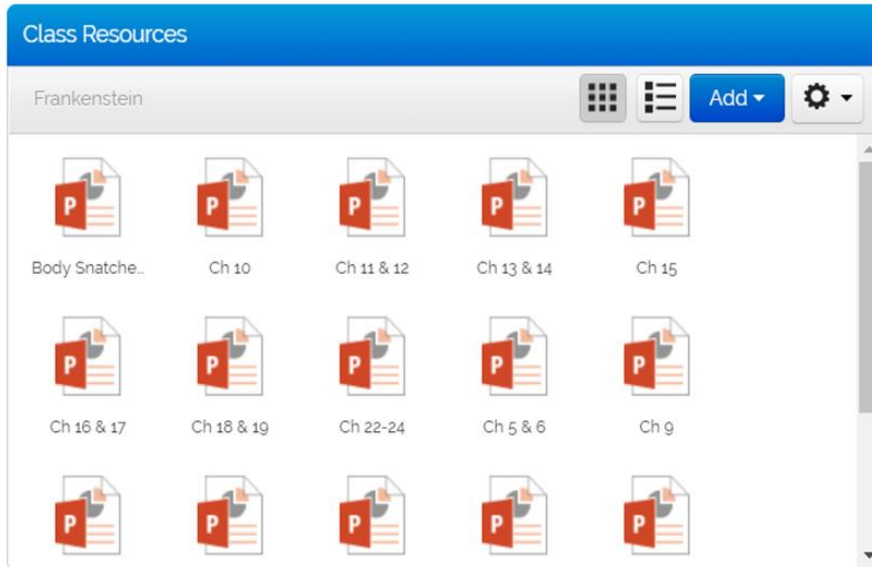 Class Resources
Frankenstein
Add
Body Snatche..
Ch 10
Ch 11 & 12
Ch 13 & 14
Ch 15
Ch 16 & 17
Ch 18 & 19
Ch 22-24
Ch 5 & 6
Ch 9